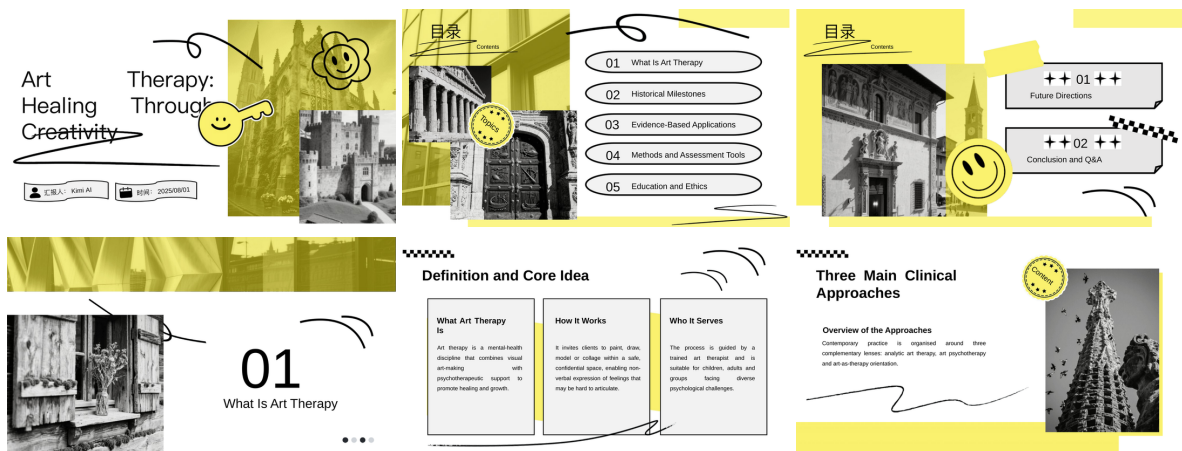 Art Therapy:
Healing Through
Creativity
汇报人： Kimi AI
时间： 2025/08/01
目录
Contents
Topics
01 What Is Art Therapy
02 Historical Milestones
03 Evidence-Based Applications
04 Methods and Assessment Tools
05 Education and Ethics
目录
Contents
01
Future Directions
02
Conclusion and Q&A
01
What Is Art Therapy
Definition and Core Idea
What Art Therapy
Is
Art therapy is a mental-health
discipline that combines visual
art-making with
psychotherapeutic support to
promote healing and growth.
How It Works
It invites clients to paint, draw,
model or collage within a safe,
confidential space, enabling non-
verbal expression of feelings that
may be hard to articulate.
Who It Serves
The process is guided by a
trained art therapist and is
suitable for children, adults and
groups facing diverse
psychological challenges.
Three Main Clinical
Approaches
Content
Overview of the Approaches
Contemporary practice is organised around three
complementary lenses: analytic art therapy, art psychotherapy
and art-as-therapy orientation.